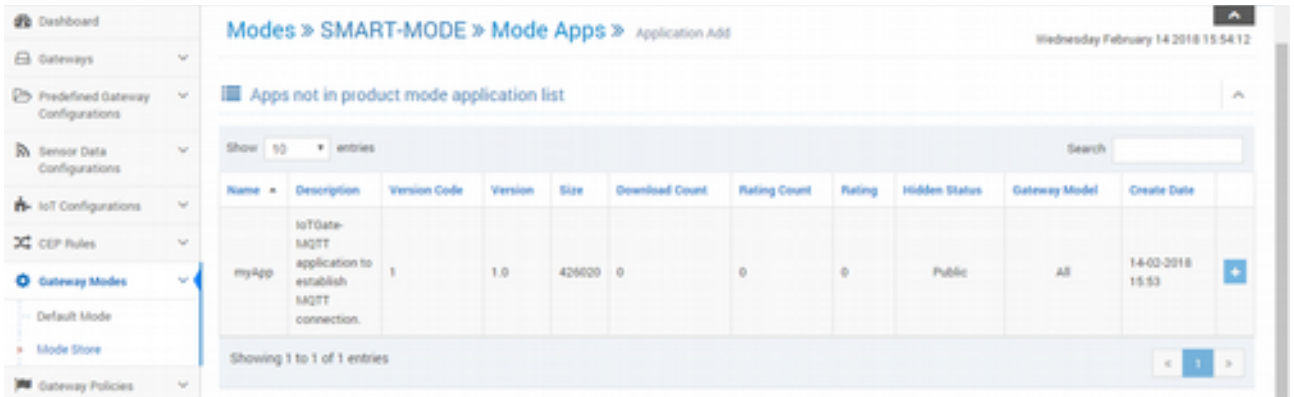 Dashboard
Gateways
Predefined Gateway
Configurations
Sensor Data
Configurations
IoT Configurations
CEP Rules
Gateway Modes
Default Mode
Mode Store
Gateway Policies
Modes » SMART-MODE » Mode Apps » Application Add
Wednesday February 14 2018 15:54:12
Apps not in product mode application list
Show 10 entries
Search
Name Description Version Code Version Size Download Count Rating Count Rating Hidden Status Gateway Model Create Date
myApp
IoTGate-
MQTT
application to
establish
MQTT
connection.
1 1.0 426020 0 0 0 Public All
14-02-2018
15:53
+
Showing 1 to 1 of 1 entries
« 1 »